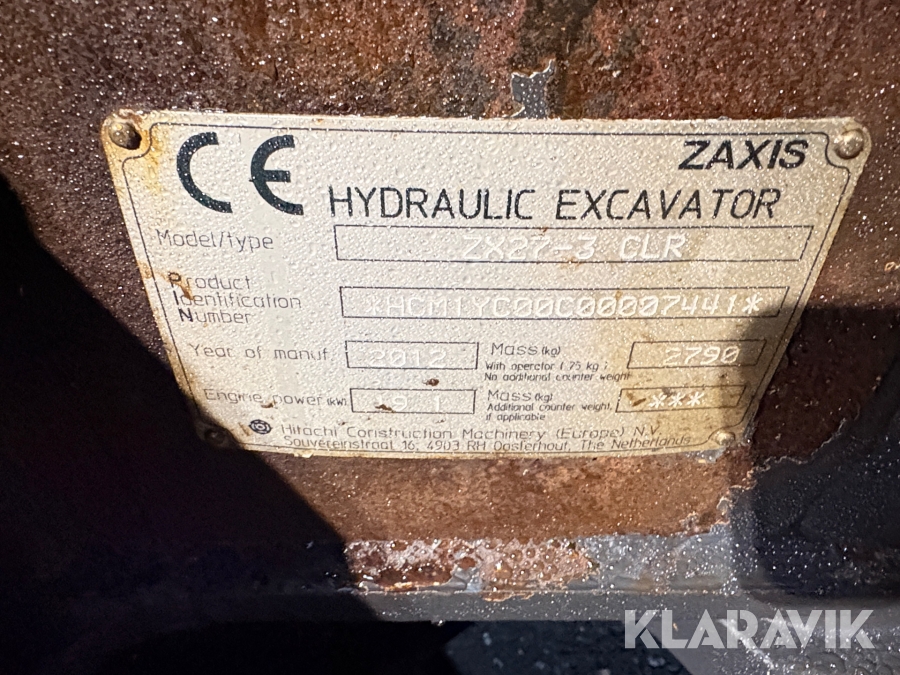 CE
ZAXIS
HYDRAULIC EXCAVATOR
Model/type ZX27-3 CLR
Product
Identification
Number
*HCM1YC00C00007441*
Year of manuf. 2012
Mass (kg)
With operator (75 kg)
No additional counter weight
2790
Engine power (kW)
Mass (kg)
Additional counter weight,
if applicable
***
Hitachi Construction Machinery (Europe) N.V.
Souvereinstraat 16, 4903 RH Oosterhout, The Netherlands
KLARAVIK